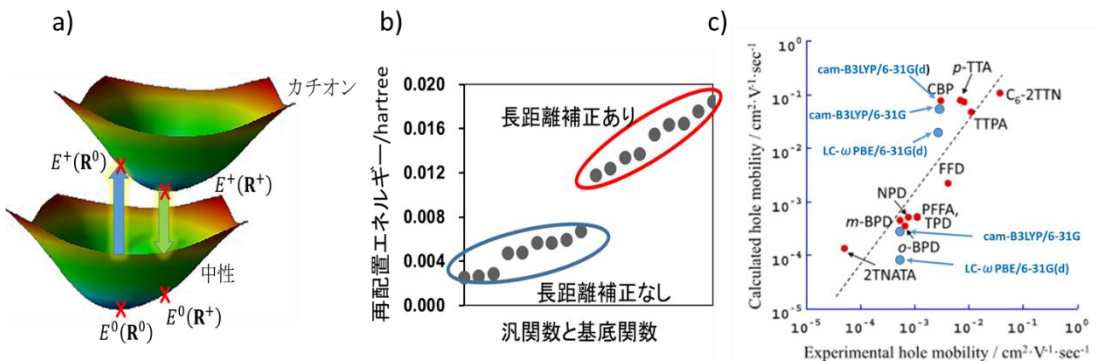 a)
カチオン
E⁺(R⁰)
E⁺(R⁺)
中性
E⁰(R⁰)
E⁰(R⁺)
b)
再配置エネルギー/hartree
0.020
0.016
0.012
0.008
0.004
0.000
長距離補正あり
長距離補正なし
汎関数と基底関数
c)
Calculated hole mobility / cm²·V⁻¹·sec⁻¹
10⁰
10⁻¹
10⁻²
10⁻³
10⁻⁴
10⁻⁵
cam-B3LYP/6-31G(d)
p-TTA
CBP
C₆-2TTN
cam-B3LYP/6-31G
TTPA
LC-ωPBE/6-31G(d)
FFD
NPD
PFFA,
TPD
m-BPD
o-BPD
cam-B3LYP/6-31G
2TNATA
LC-ωPBE/6-31G(d)
10⁻⁵ 10⁻⁴ 10⁻³ 10⁻² 10⁻¹ 10⁰
Experimental hole mobility / cm²·V⁻¹·sec⁻¹